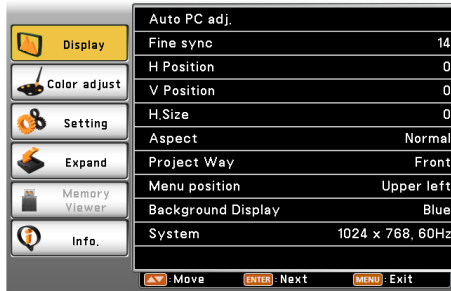 Display
Color adjust
Setting
Expand
Memory
Viewer
Info.
Auto PC adj.
Fine sync 14
H Position 0
V Position 0
H.Size 0
Aspect Normal
Project Way Front
Menu position Upper left
Background Display Blue
System 1024 x 768, 60Hz
:Move ENTER :Next MENU :Exit